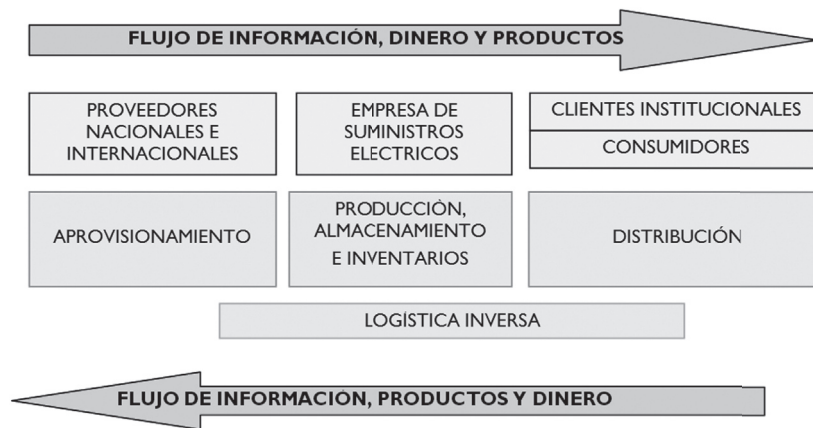 FLUJO DE INFORMACIÓN, DINERO Y PRODUCTOS
PROVEEDORES
NACIONALES E
INTERNACIONALES
EMPRESA DE
SUMINISTROS
ELECTRICOS
CLIENTES INSTITUCIONALES
CONSUMIDORES
APROVISIONAMIENTO
PRODUCCIÓN,
ALMACENAMIENTO
E INVENTARIOS
DISTRIBUCIÓN
LOGÍSTICA INVERSA
FLUJO DE INFORMACIÓN, PRODUCTOS Y DINERO